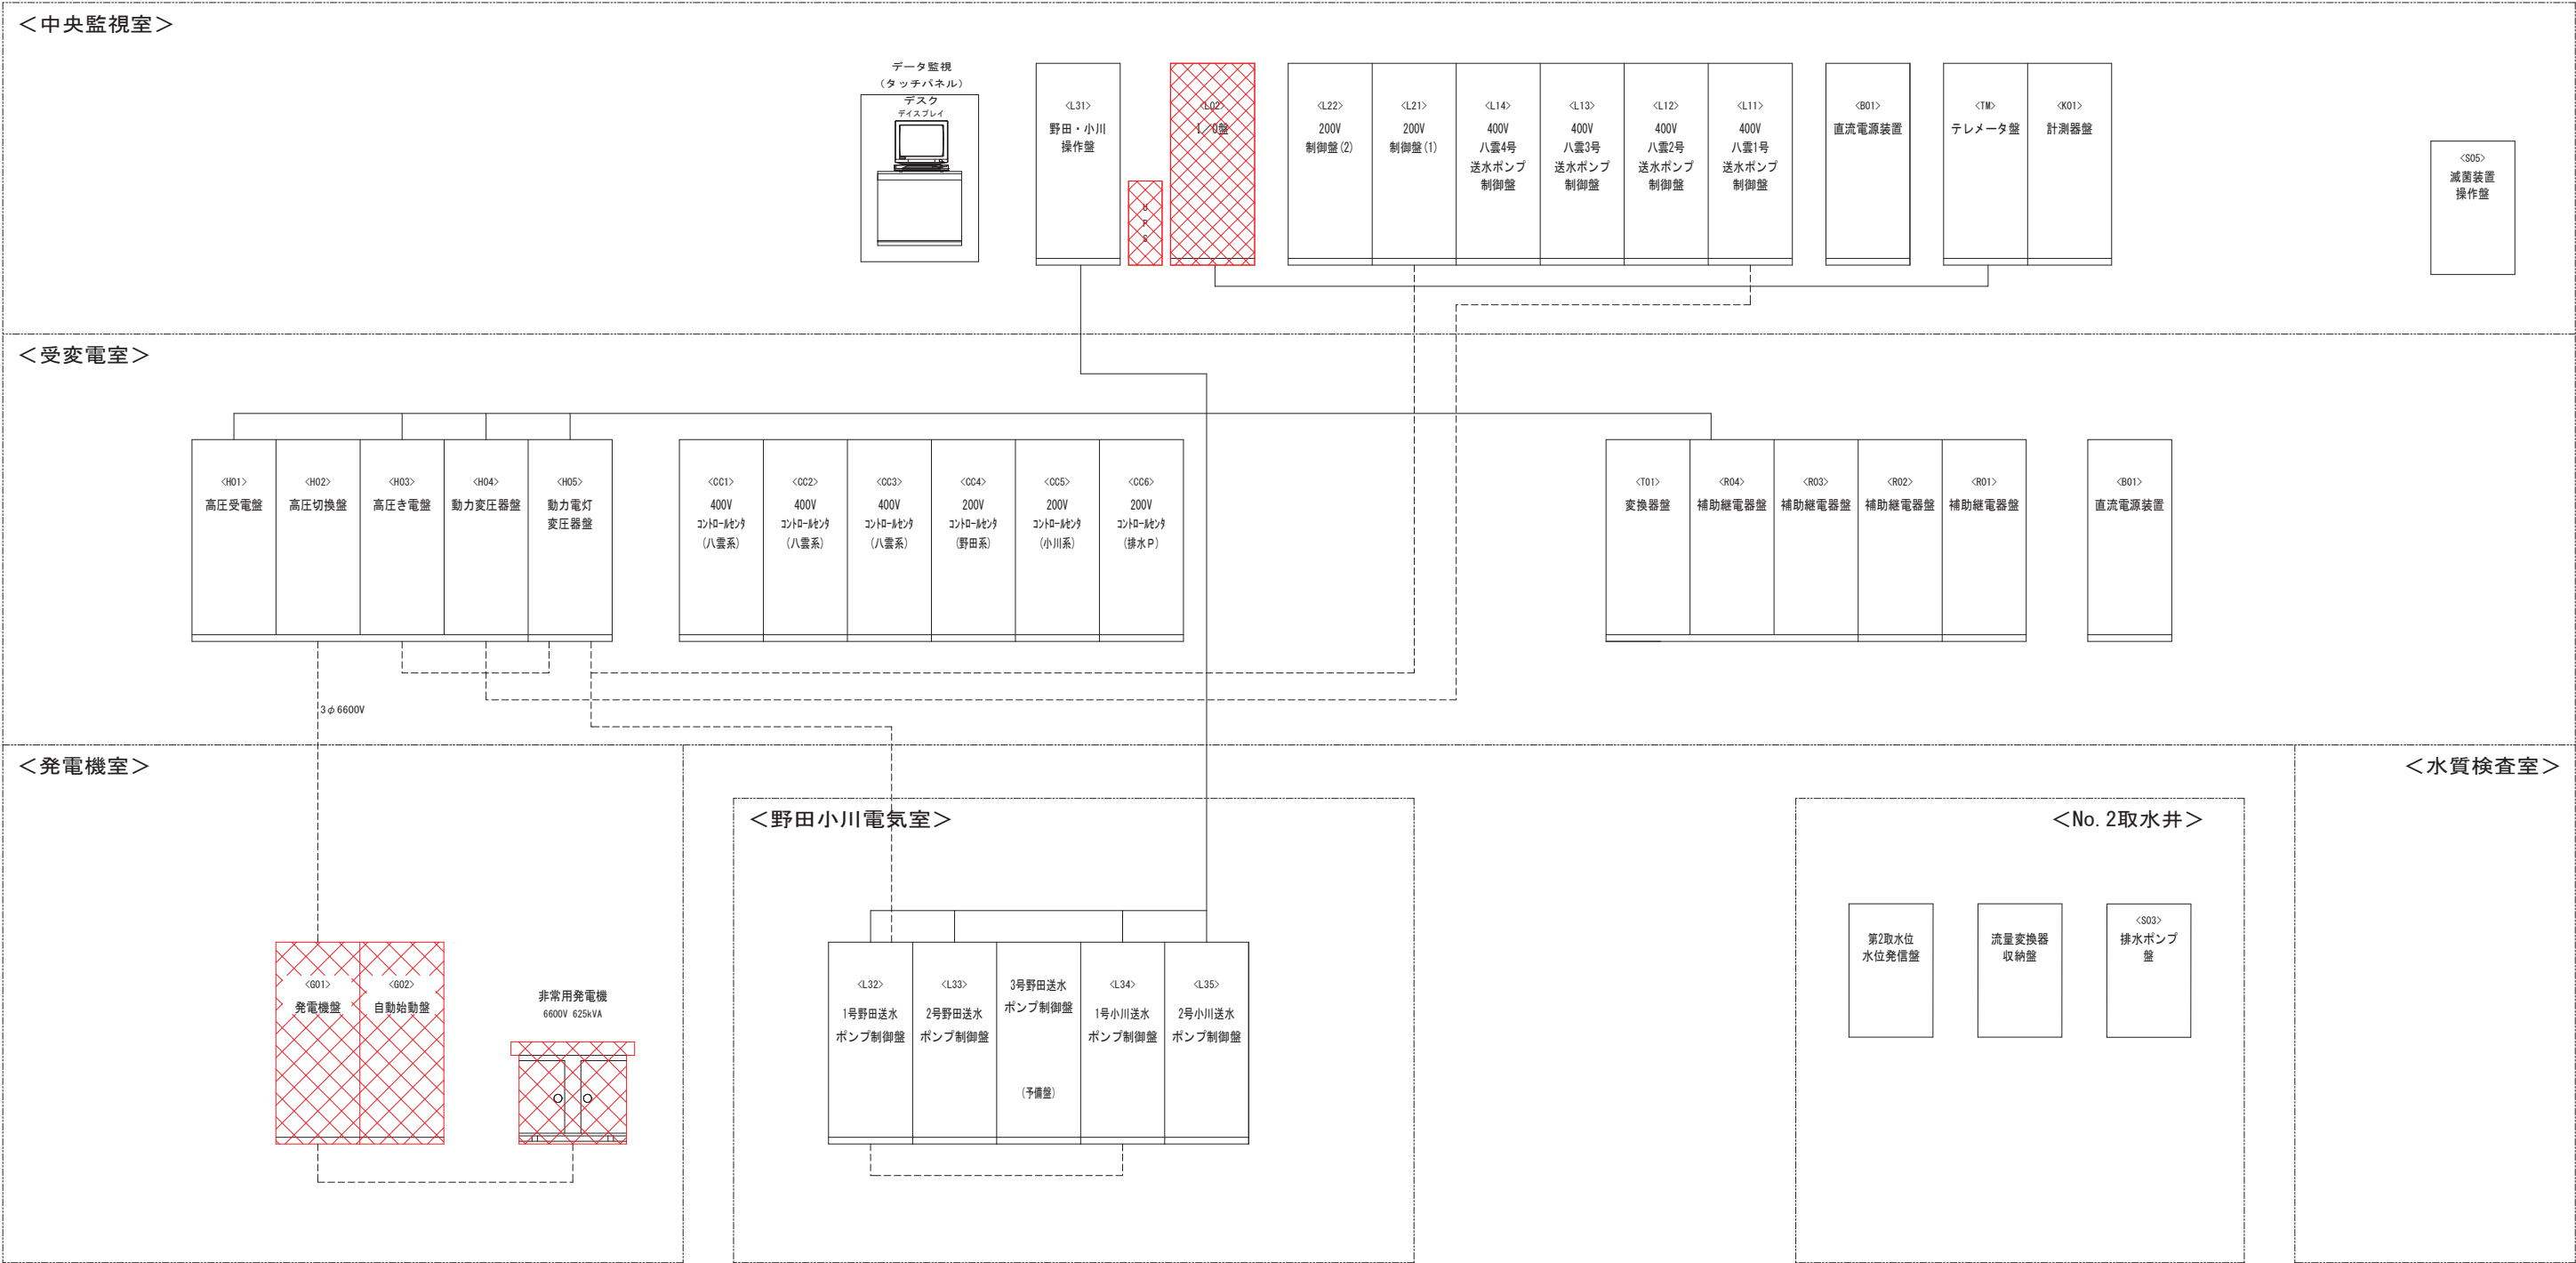 ＜中央監視室＞
データ監視
（タッチパネル）
デスク
ディスプレイ
<L31>
野田・小川
操作盤
U
P
S
<L02>
I／O盤
<L22>
200V
制御盤(2)
<L21>
200V
制御盤(1)
<L14>
400V
八雲4号
送水ポンプ
制御盤
<L13>
400V
八雲3号
送水ポンプ
制御盤
<L12>
400V
八雲2号
送水ポンプ
制御盤
<L11>
400V
八雲1号
送水ポンプ
制御盤
<B01>
直流電源装置
<TM>
テレメータ盤
<K01>
計測器盤
<S05>
滅菌装置
操作盤
＜受変電室＞
<H01>
高圧受電盤
<H02>
高圧切換盤
<H03>
高圧き電盤
<H04>
動力変圧器盤
<H05>
動力電灯
変圧器盤
<CC1>
400V
ｺﾝﾄﾛｰﾙｾﾝﾀ
(八雲系)
<CC2>
400V
ｺﾝﾄﾛｰﾙｾﾝﾀ
(八雲系)
<CC3>
400V
ｺﾝﾄﾛｰﾙｾﾝﾀ
(八雲系)
<CC4>
200V
ｺﾝﾄﾛｰﾙｾﾝﾀ
(野田系)
<CC5>
200V
ｺﾝﾄﾛｰﾙｾﾝﾀ
(小川系)
<CC6>
200V
ｺﾝﾄﾛｰﾙｾﾝﾀ
(排水P)
<T01>
変換器盤
<R04>
補助継電器盤
<R03>
補助継電器盤
<R02>
補助継電器盤
<R01>
補助継電器盤
<B01>
直流電源装置
3φ6600V
＜発電機室＞
<G01>
発電機盤
<G02>
自動始動盤
非常用発電機
6600V 625kVA
＜野田小川電気室＞
<L32>
1号野田送水
ポンプ制御盤
<L33>
2号野田送水
ポンプ制御盤
3号野田送水
ポンプ制御盤
(予備盤)
<L34>
1号小川送水
ポンプ制御盤
<L35>
2号小川送水
ポンプ制御盤
＜No.2取水井＞
第2取水位
水位発信盤
流量変換器
収納盤
<S03>
排水ポンプ
盤
＜水質検査室＞